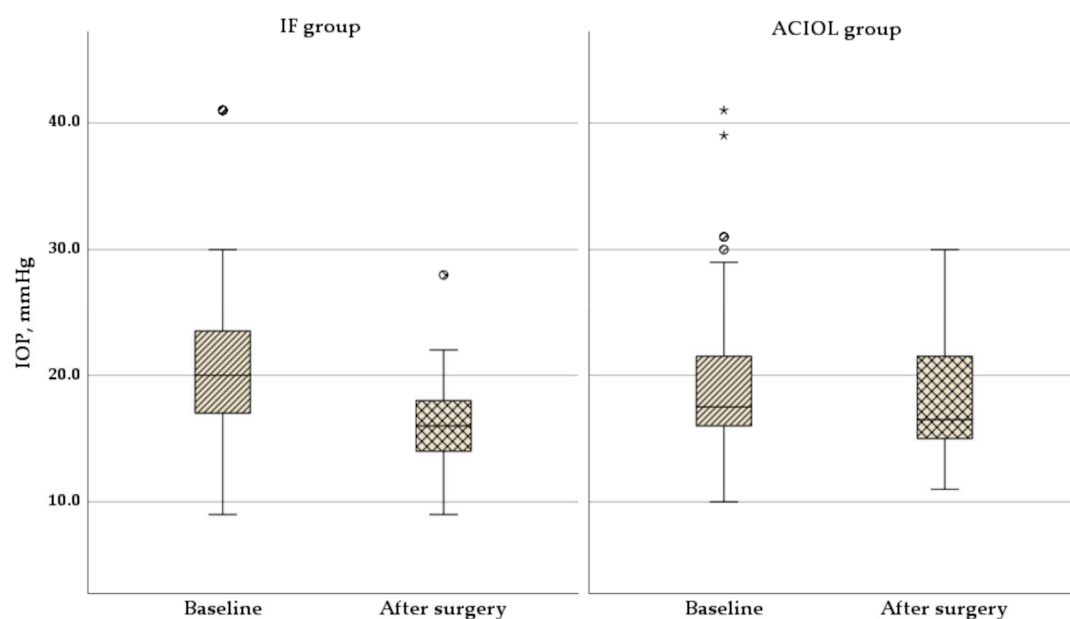 IF group
ACIOL group
IOP, mmHg
40.0
30.0
20.0
10.0
Baseline
After surgery
Baseline
After surgery